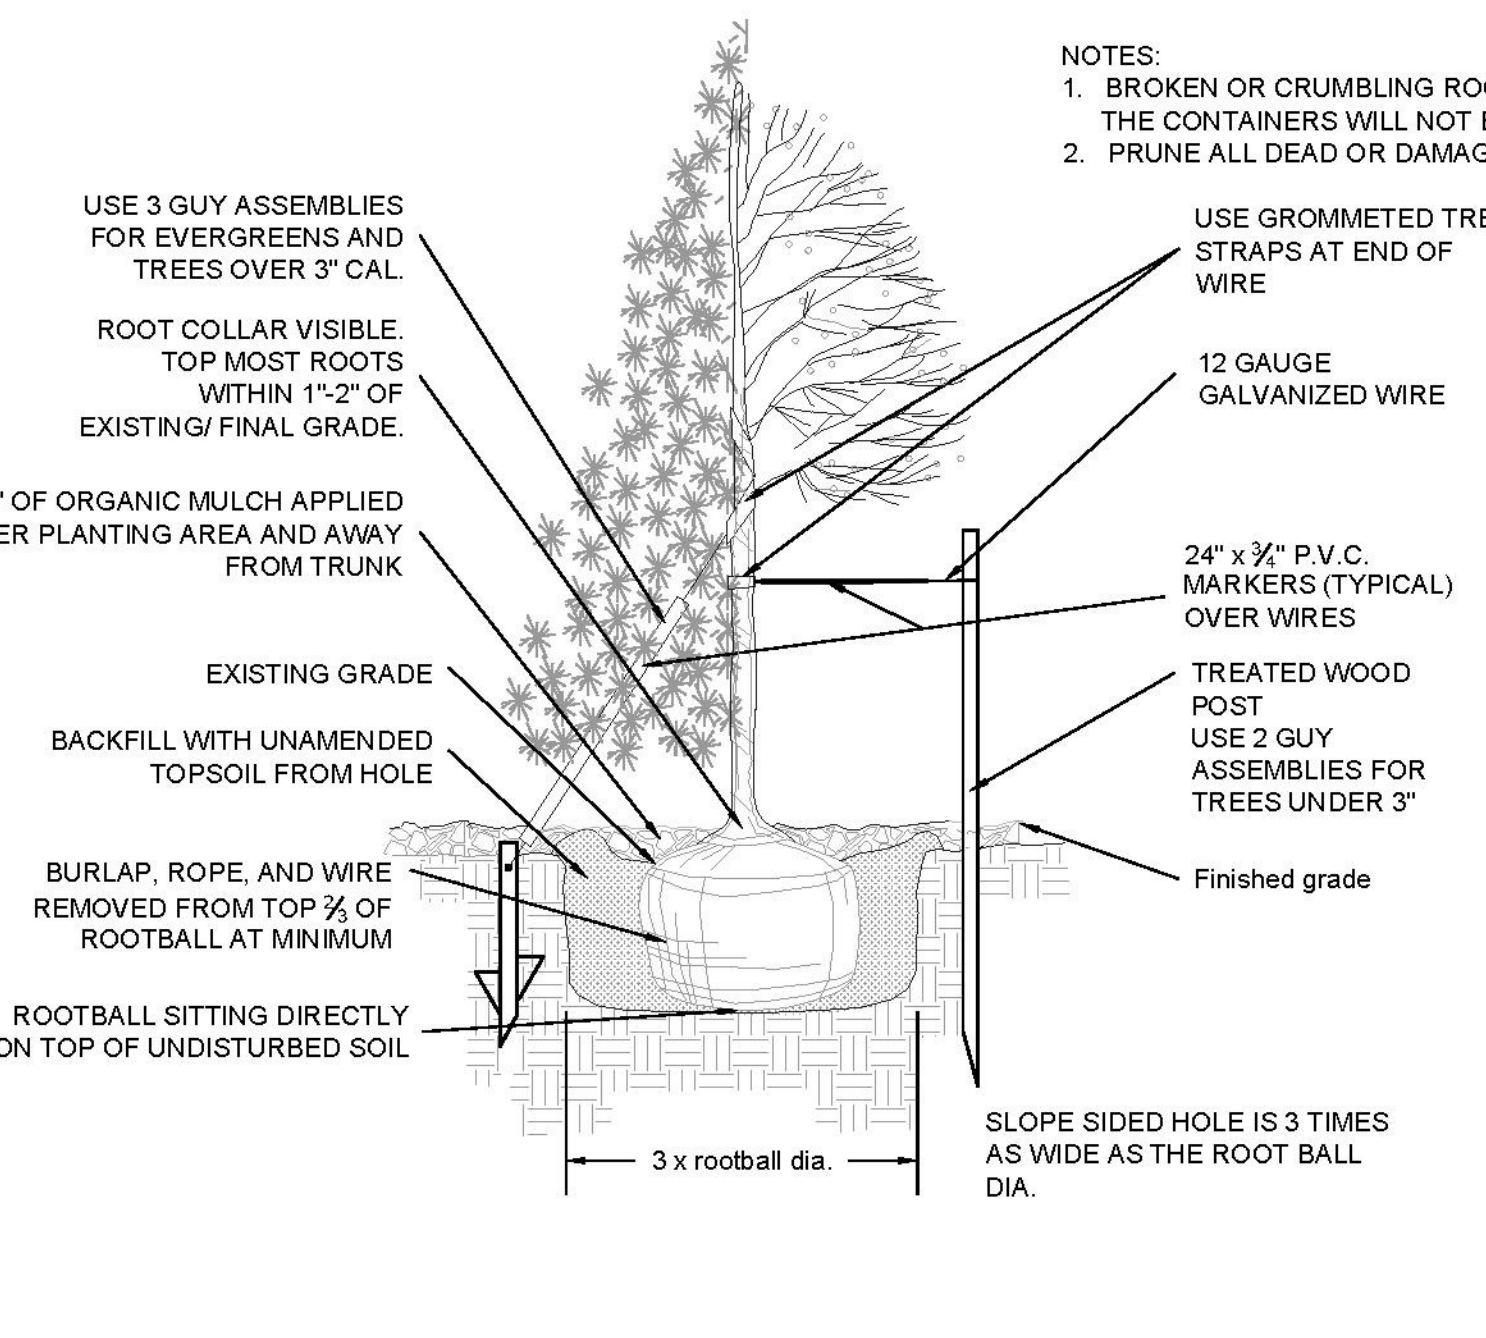 NOTES:
1. BROKEN OR CRUMBLING
THE CONTAINERS WILL NOT
2. PRUNE ALL DEAD OR
USE 3 GUY ASSEMBLIES
FOR EVERGREENS AND
TREES OVER 3" CAL.
ROOT COLLAR VISIBLE.
TOP MOST ROOTS
WITHIN 1"-2" OF
EXISTING/ FINAL GRADE.
" OF ORGANIC MULCH APPLIED
PLANTING AREA AND AWAY
FROM TRUNK
EXISTING GRADE
BACKFILL WITH UNAMENDED
TOPSOIL FROM HOLE
BURLAP, ROPE, AND WIRE
REMOVED FROM TOP 2/3 OF
ROOTBALL AT MINIMUM
ROOTBALL SITTING DIRECTLY
ON TOP OF UNDISTURBED SOIL
USE GROMMETED
STRAPS AT END OF
WIRE
12 GAUGE
GALVANIZED WIRE
24" x 3/4" P.V.C.
MARKERS (TYPICAL)
OVER WIRES
TREATED WOOD
POST
USE 2 GUY
ASSEMBLIES FOR
TREES UNDER 3"
Finished grade
3 x rootball dia.
SLOPE SIDED HOLE IS 3 TIMES
AS WIDE AS THE ROOT BALL
DIA.